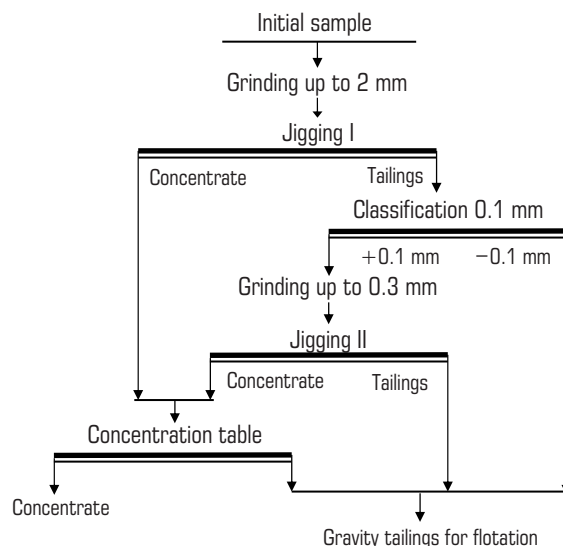 Initial sample
Grinding up to 2 mm
Jigging I
Concentrate
Tailings
Classification 0.1 mm
+0.1 mm
−0.1 mm
Grinding up to 0.3 mm
Jigging II
Concentrate
Tailings
Concentration table
Concentrate
Gravity tailings for flotation